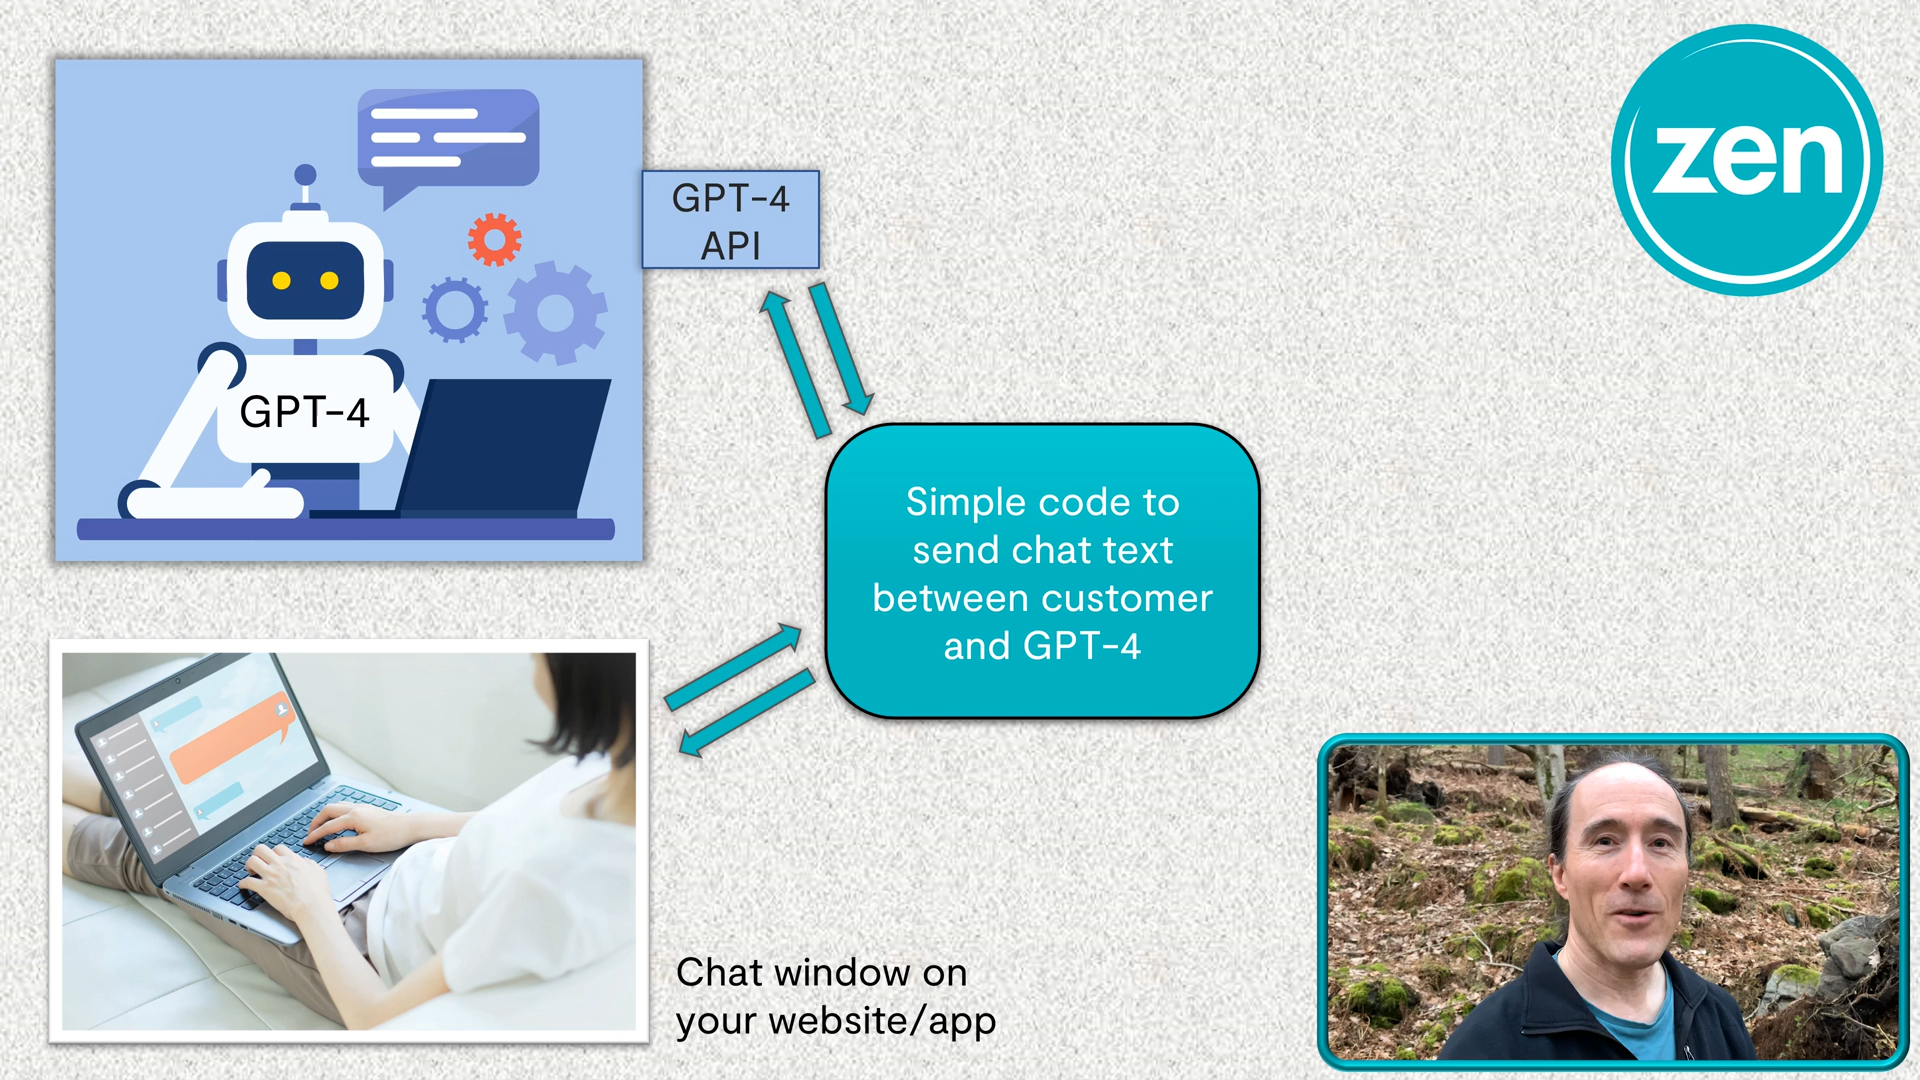 zen
GPT-4
API
GPT-4
Simple code to
send chat text
between customer
and GPT-4
Chat window on
your website/app